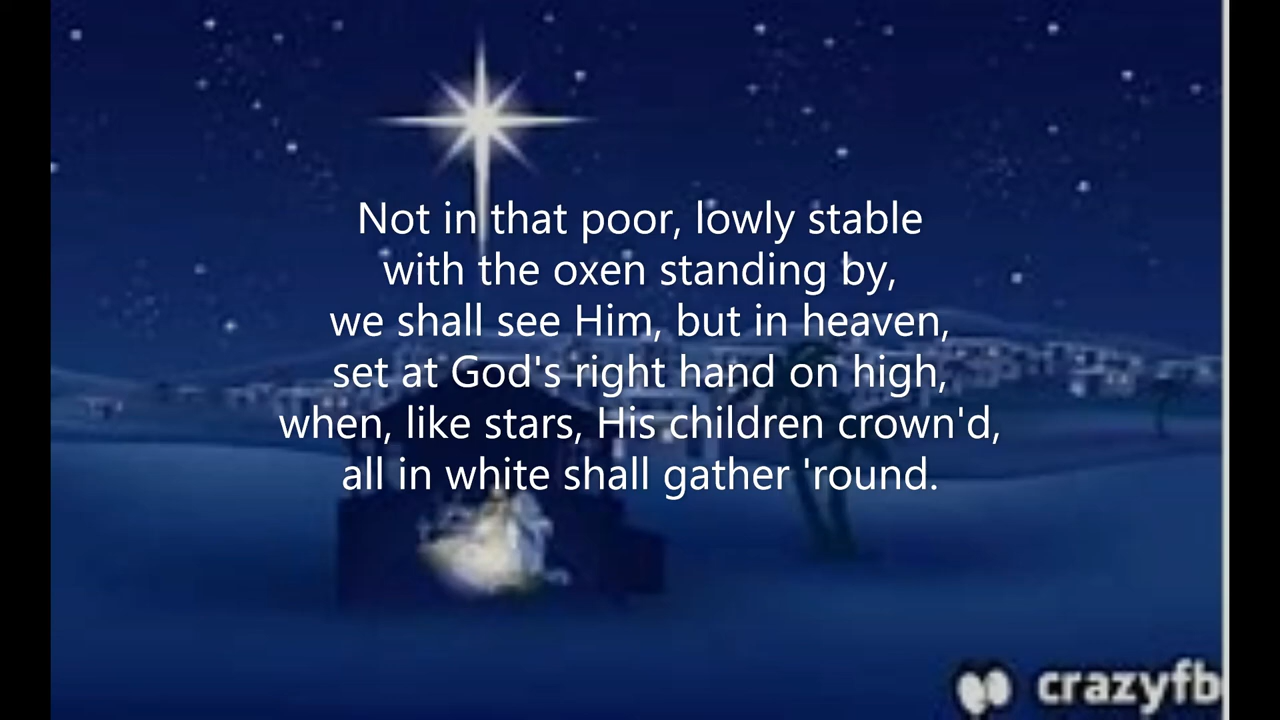 Not in that poor, lowly stable
with the oxen standing by,
we shall see Him, but in heaven,
set at God's right hand on high,
when, like stars, His children crown'd,
all in white shall gather 'round.
crazyfb